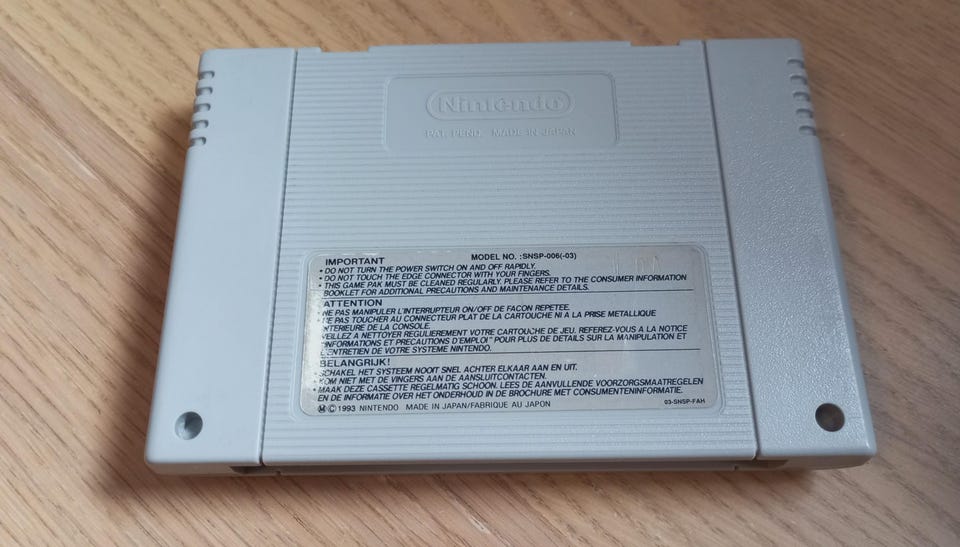 Nintendo
PAT. PEND. MADE IN JAPAN
IMPORTANT MODEL NO. :SNSP-006(-03)
• DO NOT TURN THE POWER SWITCH ON AND OFF RAPIDLY.
• DO NOT TOUCH THE EDGE CONNECTOR WITH YOUR FINGERS.
• THIS GAME PAK MUST BE CLEANED REGULARLY. PLEASE REFER TO THE CONSUMER INFORMATION
BOOKLET FOR ADDITIONAL PRECAUTIONS AND MAINTENANCE DETAILS.
ATTENTION
• NE PAS MANIPULER L'INTERRUPTEUR ON/OFF DE FACON REPETEE.
• NE PAS TOUCHER AU CONNECTEUR PLAT DE LA CARTOUCHE NI A LA PRISE METALLIQUE
INTERIEURE DE LA CONSOLE.
VEILLEZ A NETTOYER REGULIEREMENT VOTRE CARTOUCHE DE JEU. REFEREZ-VOUS A LA NOTICE
"INFORMATIONS ET PRECAUTIONS D'EMPLOI" POUR PLUS DE DETAILS SUR LA MANIPULATION ET
L'ENTRETIEN DE VOTRE SYSTEME NINTENDO.
BELANGRIJK!
• SCHAKEL HET SYSTEEM NOOIT SNEL ACHTER ELKAAR AAN EN UIT.
• KOM NIET MET DE VINGERS AAN DE AANSLUITCONTACTEN.
• MAAK DEZE CASSETTE REGELMATIG SCHOON. LEES DE AANVULLENDE VOORZORGSMAATREGELEN
EN DE INFORMATIE OVER HET ONDERHOUD IN DE BROCHURE MET CONSUMENTENINFORMATIE.
Ⓜ © 1993 NINTENDO MADE IN JAPAN/FABRIQUE AU JAPON 03-SNSP-FAH